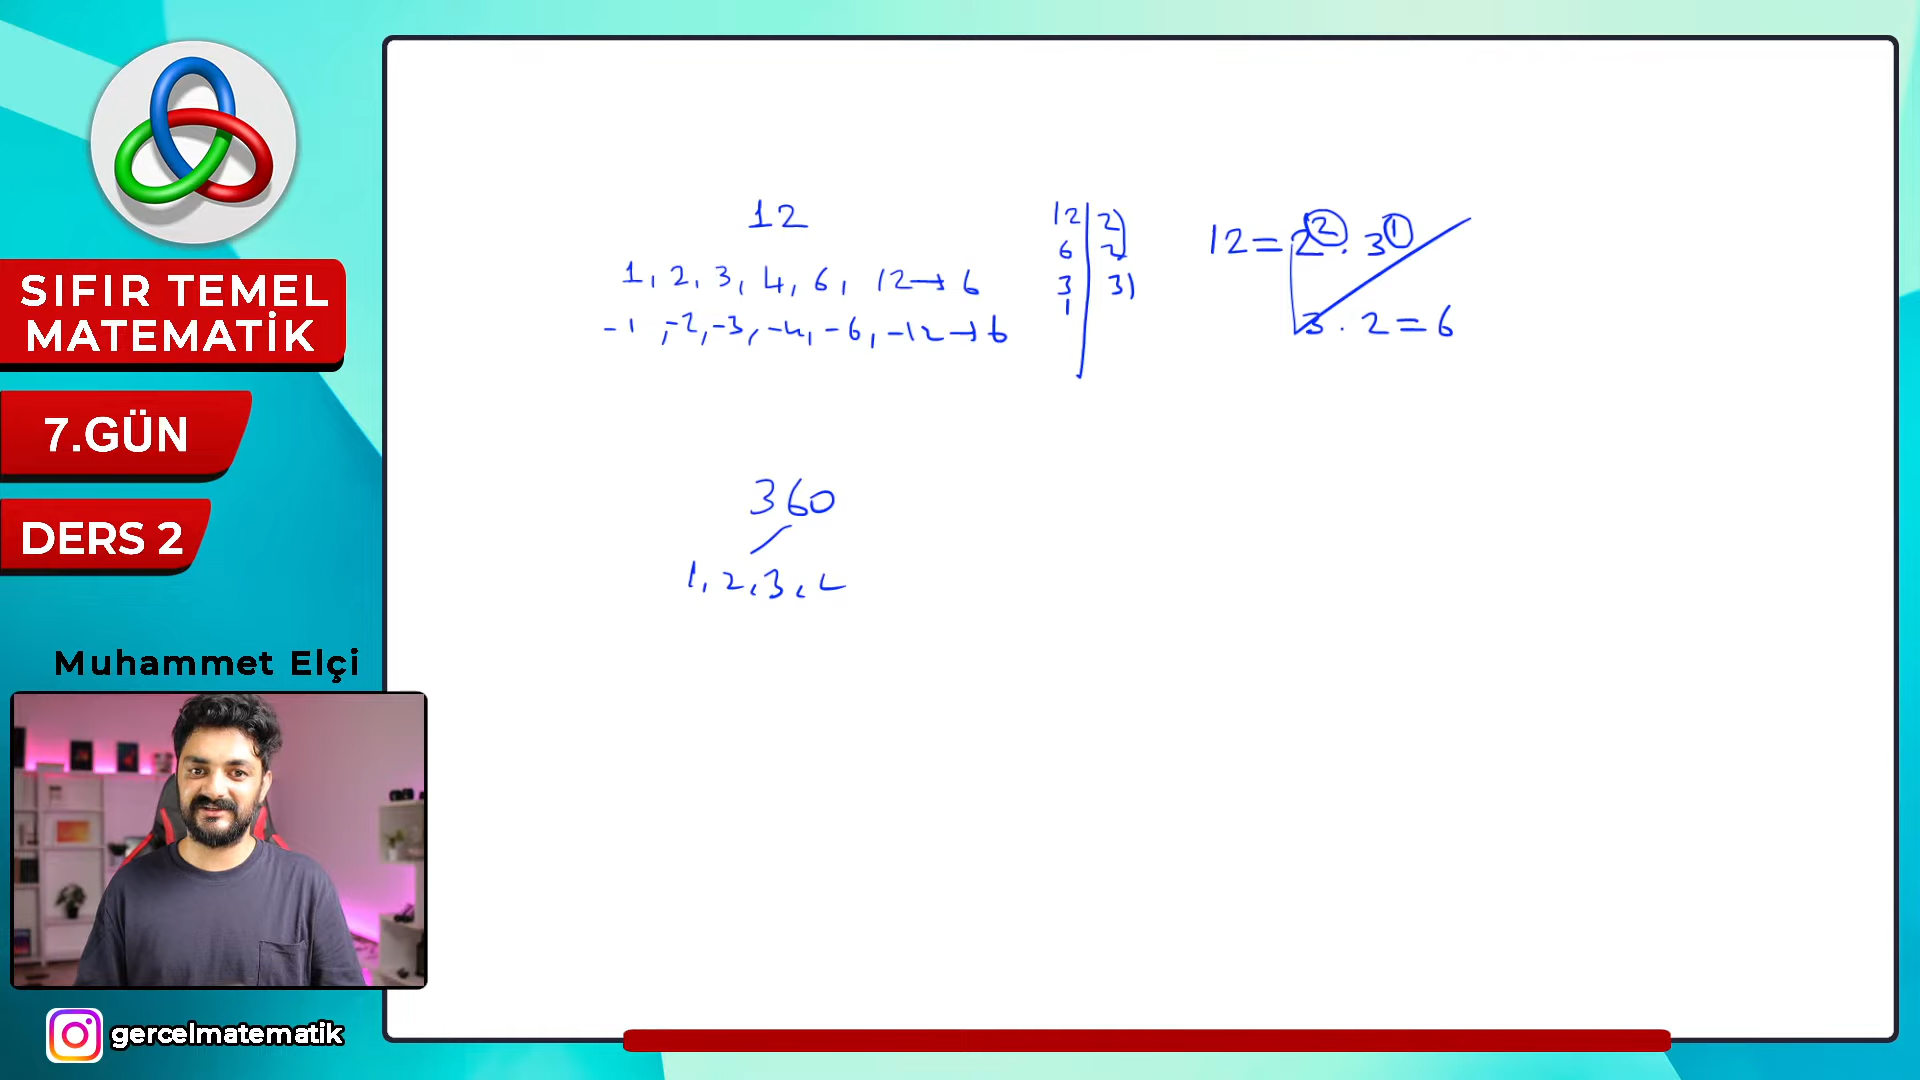 SIFIR TEMEL
MATEMATİK
7.GÜN
DERS 2
Muhammet Elçi
gercelmatematik
12
1, 2, 3, 4, 6, 12→6
-1, -2, -3, -4, -6, -12→6
12 | 2
6 | 2
3 | 3
1
12=2². 3¹
3 . 2 = 6
360
1, 2, 3, 4